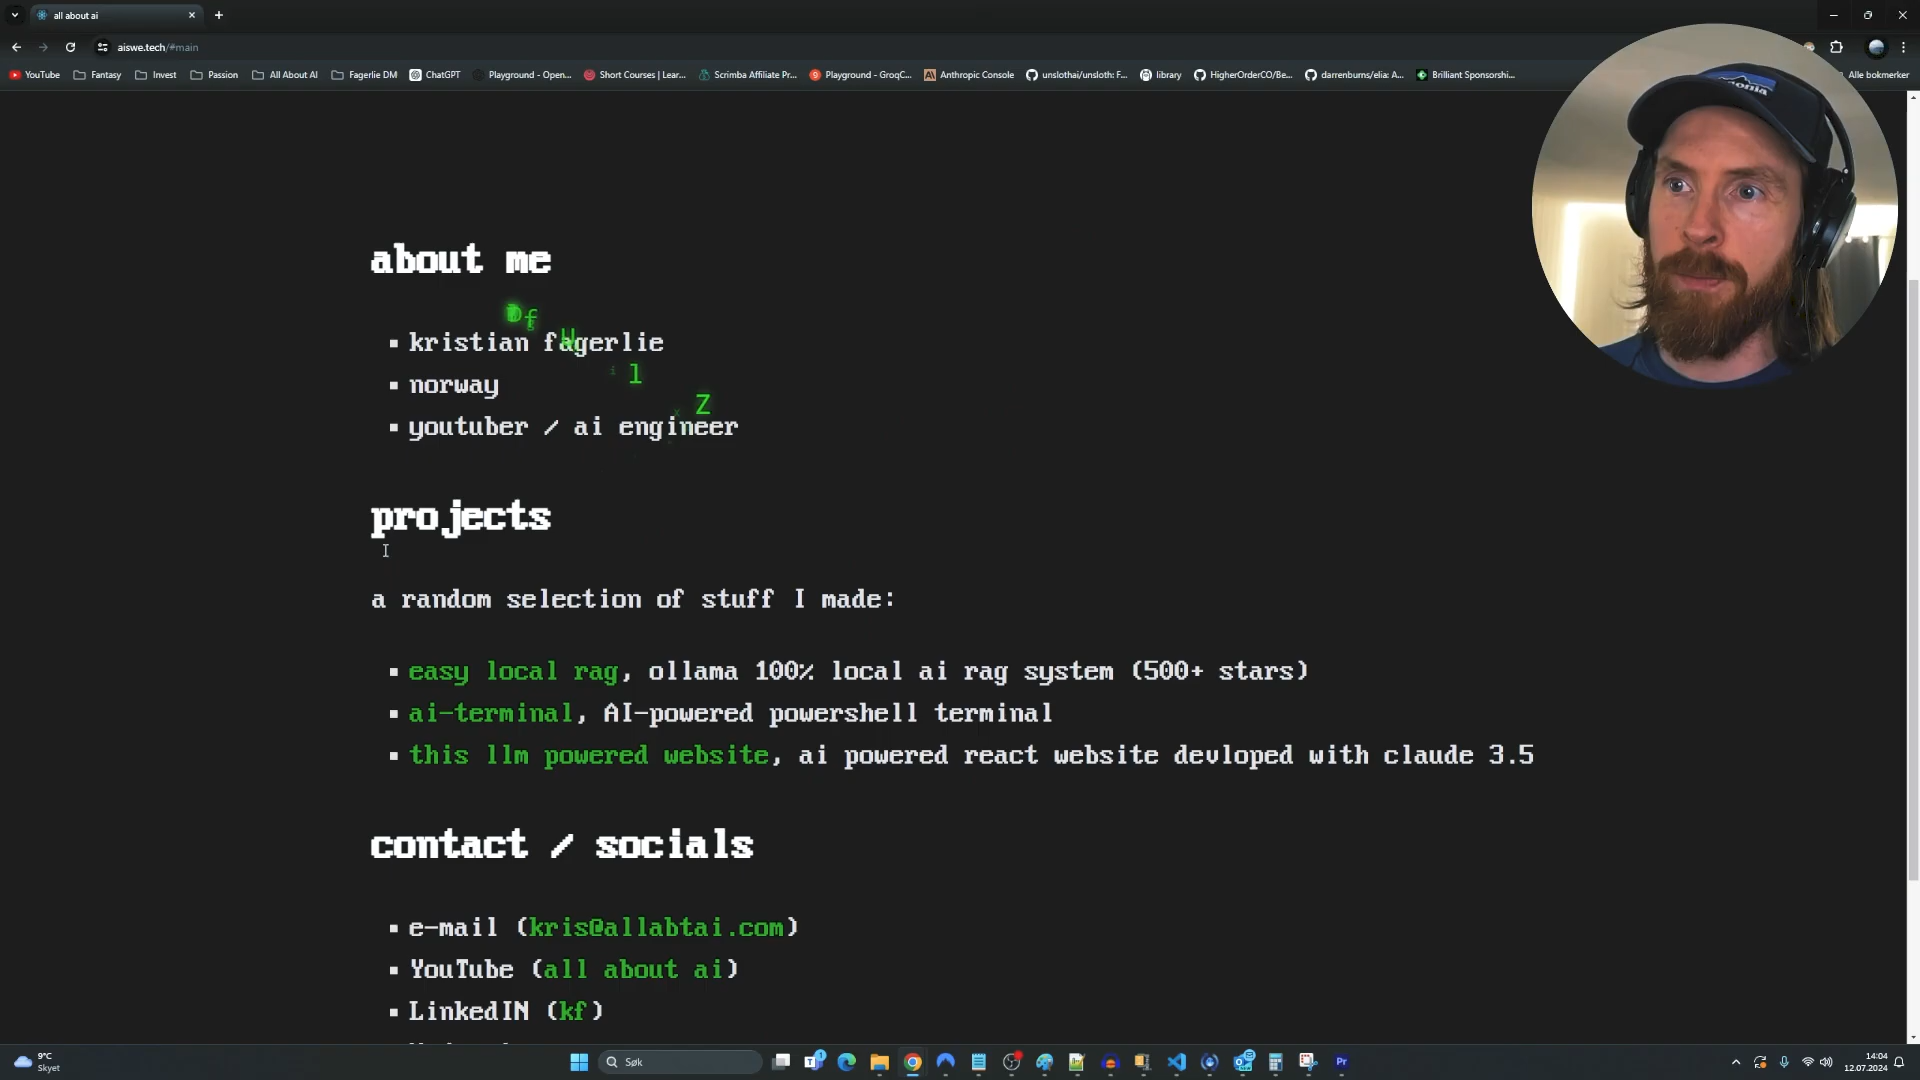 all about ai
aiswe.tech/#main
YouTube Fantasy Invest Passion All About AI Fagerlie DM ChatGPT Playground - Open... Short Courses | Lear... Scrimba Affiliate Pr... Playground - GroqC... Anthropic Console unslothai/unsloth: F... library HigherOrderCO/Be... darrenburns/elia: A... Brilliant Sponsorshi... Alle bokmerker
about me
kristian fagerlie
norway
youtuber / ai engineer
projects
a random selection of stuff I made:
easy local rag, ollama 100% local ai rag system (500+ stars)
ai-terminal, AI-powered powershell terminal
this llm powered website, ai powered react website devloped with claude 3.5
contact / socials
e-mail (kris@allabtai.com)
YouTube (all about ai)
LinkedIN (kf)
9°C
Skyet
Søk
14:04
12.07.2024